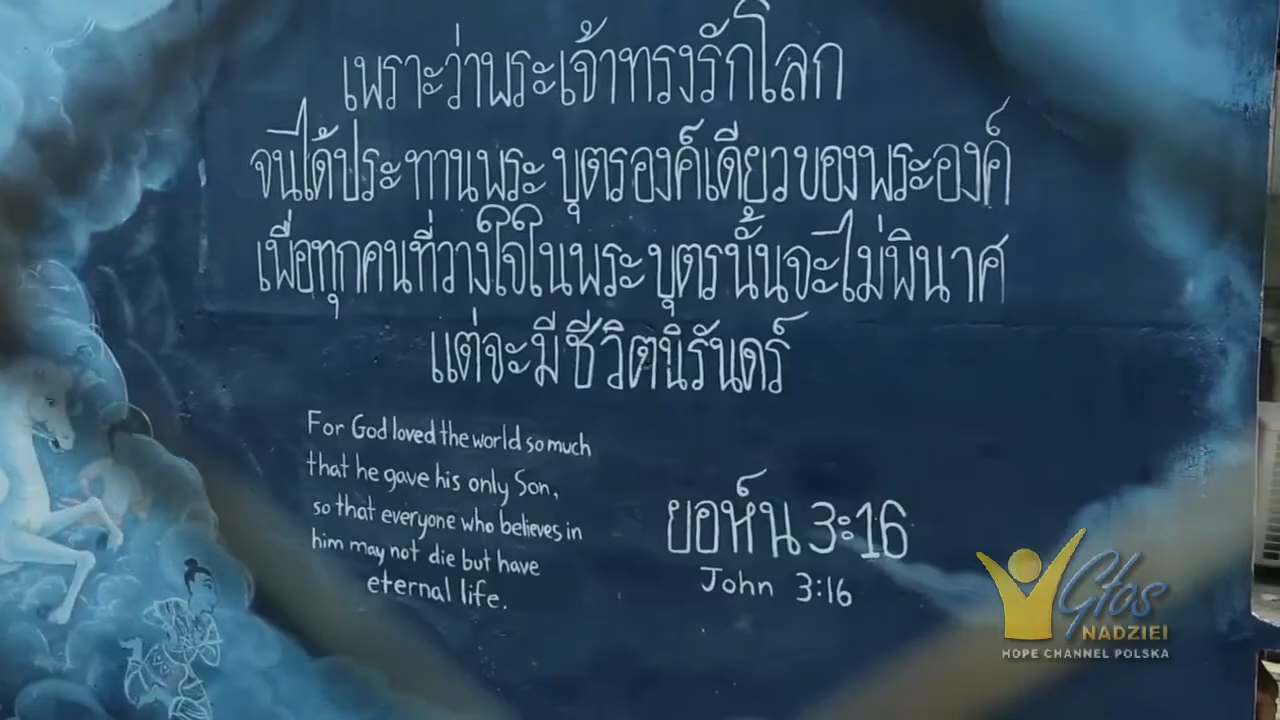 เพราะว่าพระเจ้าทรงรักโลก
จนได้ประทานพระบุตรองค์เดียวของพระองค์
เพื่อทุกคนที่วางใจในพระบุตรนั้นจะไม่พินาศ
แต่จะมีชีวิตนิรันดร์
For God loved the world so much
that he gave his only Son,
so that everyone who believes in
him may not die but have
eternal life.
ยอห์น 3:16
John 3:16
Głos
NADZIEI
HOPE CHANNEL POLSKA